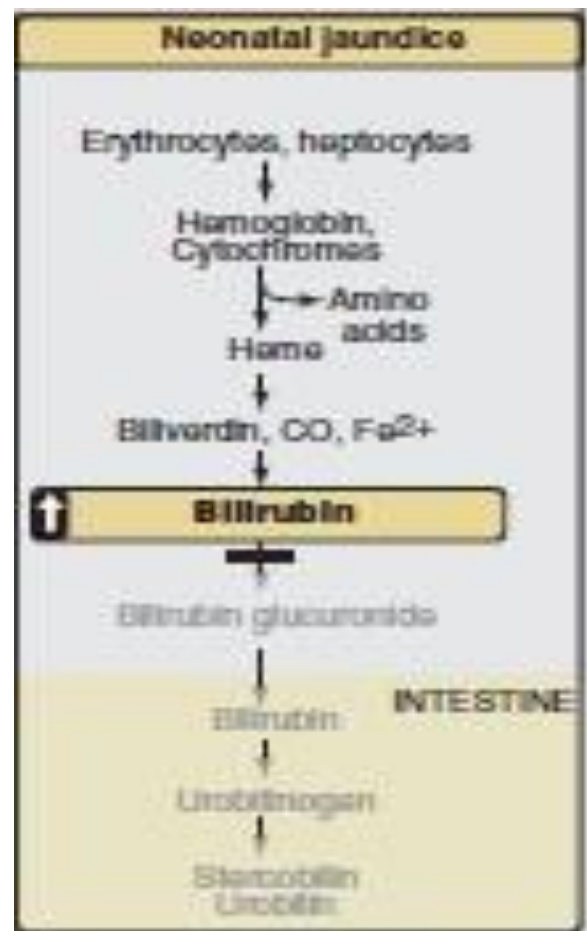 Neonatal jaundice
Erythrocytes, heptocytes
Hemoglobin,
Cytochromes
Amino
acids
Heme
Biliverdin, CO, Fe2+
Bilirubin
Bilirubin glucuronide
INTESTINE
Bilirubin
Urobilinogen
Stercobilin
Urobilin